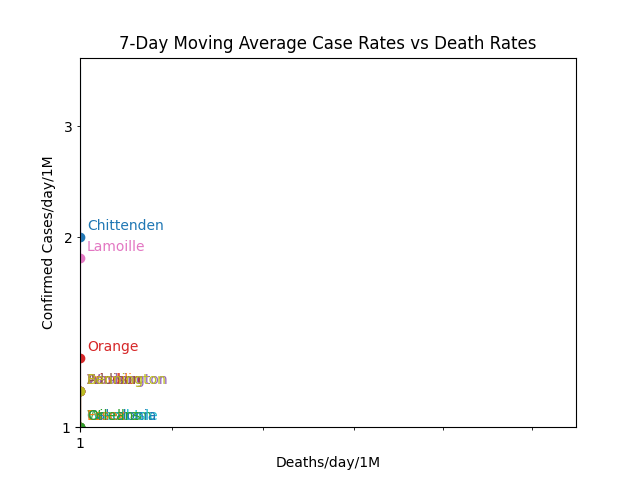 7-Day Moving Average Case Rates vs Death Rates
Confirmed Cases/day/1M
3
2
1
Chittenden
Lamoille
Orange
1
Deaths/day/1M